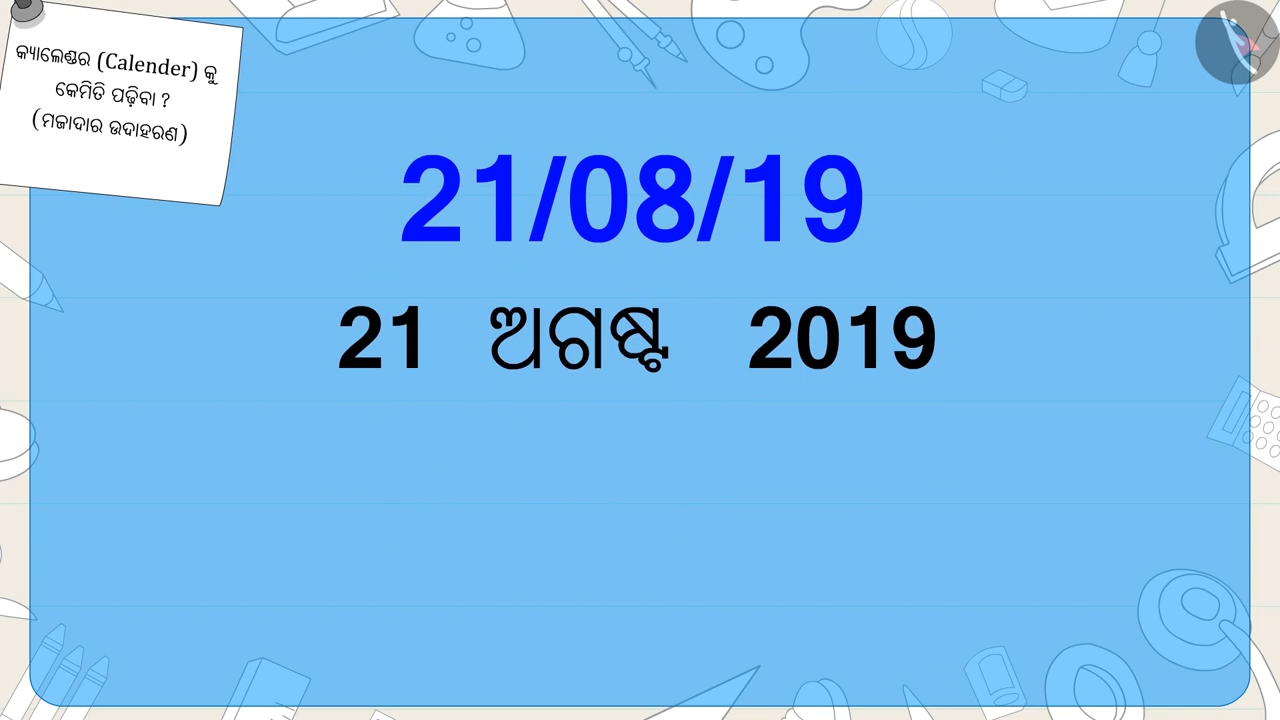 କ୍ୟାଲେଣ୍ଡର (Calender) କୁ
କେମିତି ପଢ଼ିବା ?
(ମଜାଦାର ଉଦାହରଣ)
21/08/19
21 ଅଗଷ୍ଟ 2019